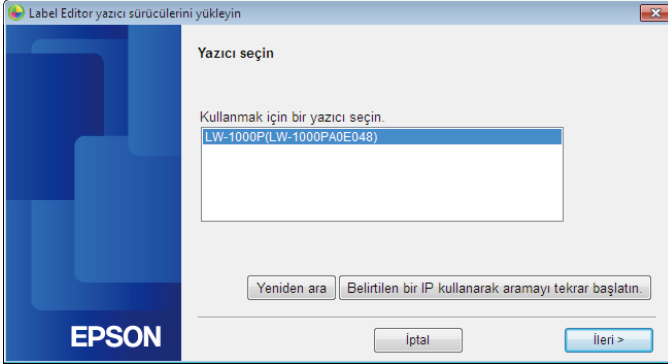 Label Editor yazıcı sürücülerini yükleyin
Yazıcı seçin
Kullanmak için bir yazıcı seçin.
LW-1000P(LW-1000PA0E048)
Yeniden ara
Belirtilen bir IP kullanarak aramayı tekrar başlatın.
EPSON
İptal
İleri >